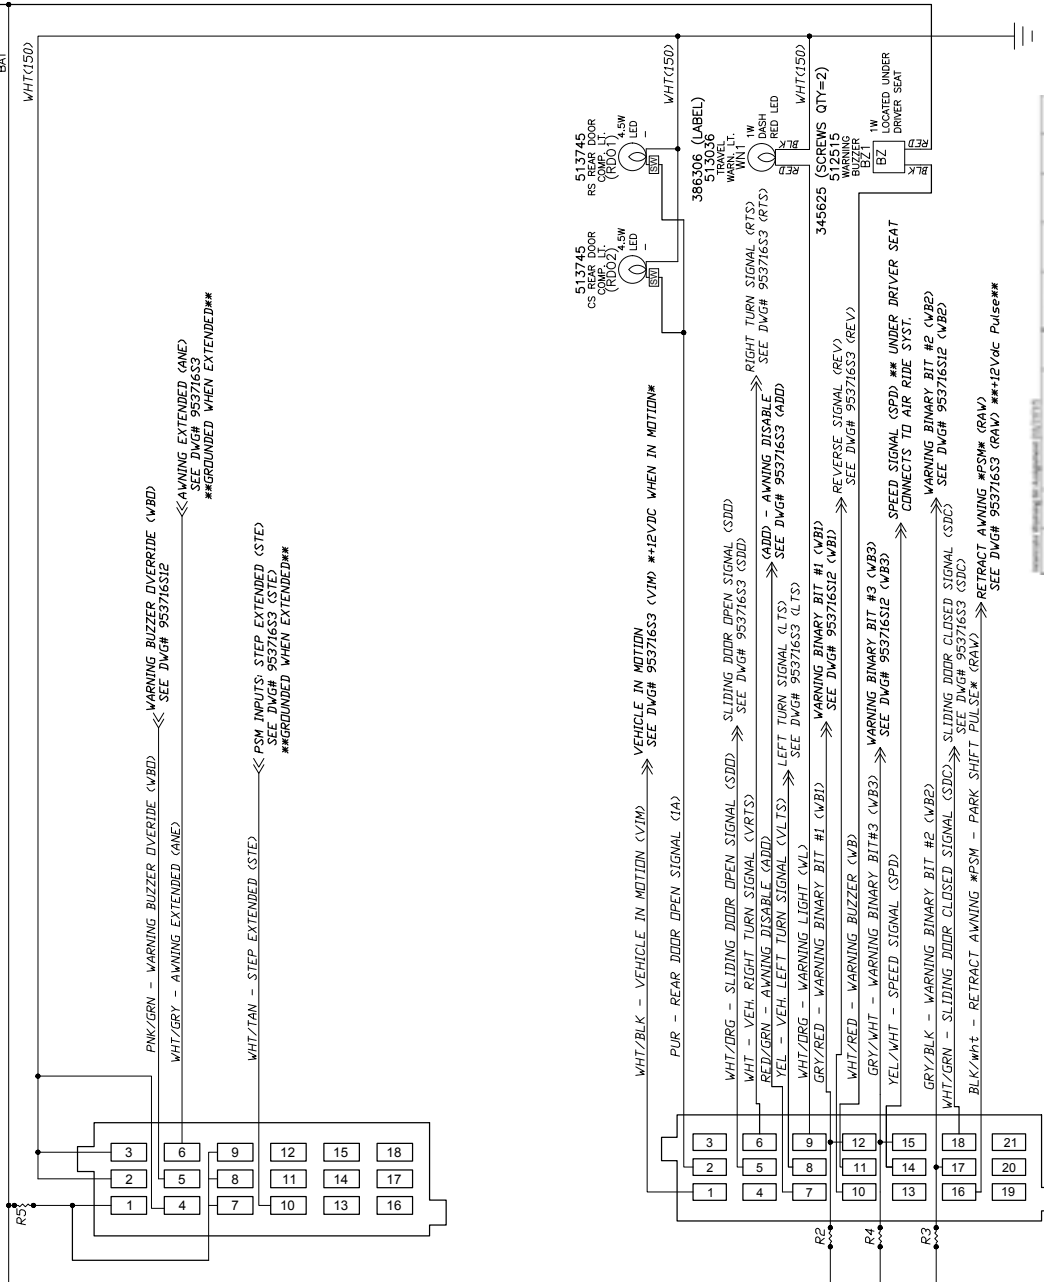 BAT
WHT(150)
WHT(150)
WHT(150)
513745
RS REAR DOOR
COMP. LT.
(RD01)
4.5W
LED
SW
513745
CS REAR DOOR
COMP. LT.
(RD02)
4.5W
LED
SW
386306 (LABEL)
513036
TRAVEL
WARN. LT.
WN1
1W
DASH
RED LED
RED
BLK
345625 (SCREWS QTY=2)
512515
WARNING
BUZZER
BZ1
BZ
1W
LOCATED UNDER
DRIVER SEAT
BLK
RED
PNK/GRN - WARNING BUZZER OVERIDE (WBO)
WARNING BUZZER OVERRIDE (WBO)
SEE DWG# 953716S12
WHT/GRY - AWNING EXTENDED (ANE)
AWNING EXTENDED (ANE)
SEE DWG# 953716S3
**GROUNDED WHEN EXTENDED**
WHT/TAN - STEP EXTENDED (STE)
PSM INPUTS; STEP EXTENDED (STE)
SEE DWG# 953716S3 (STE)
**GROUNDED WHEN EXTENDED**
WHT/BLK - VEHICLE IN MOTION (VIM)
VEHICLE IN MOTION
SEE DWG# 953716S3 (VIM) *+12VDC WHEN IN MOTION*
PUR - REAR DOOR OPEN SIGNAL (1A)
WHT/ORG - SLIDING DOOR OPEN SIGNAL (SDO)
SLIDING DOOR OPEN SIGNAL (SDO)
SEE DWG# 953716S3 (SDO)
WHT - VEH. RIGHT TURN SIGNAL (VRTS)
RIGHT TURN SIGNAL (RTS)
SEE DWG# 953716S3 (RTS)
RED/GRN - AWNING DISABLE (ADO)
(ADO) - AWNING DISABLE
SEE DWG# 953716S3 (ADO)
YEL - VEH. LEFT TURN SIGNAL (VLTS)
LEFT TURN SIGNAL (LTS)
SEE DWG# 953716S3 (LTS)
WHT/ORG - WARNING LIGHT (WL)
GRY/RED - WARNING BINARY BIT #1 (WB1)
WARNING BINARY BIT #1 (WB1)
SEE DWG# 953716S12 (WB1)
REVERSE SIGNAL (REV)
SEE DWG# 953716S3 (REV)
WHT/RED - WARNING BUZZER (WB)
GRY/WHT - WARNING BINARY BIT#3 (WB3)
WARNING BINARY BIT #3 (WB3)
SEE DWG# 953716S12 (WB3)
YEL/WHT - SPEED SIGNAL (SPD)
SPEED SIGNAL (SPD) ** UNDER DRIVER SEAT
CONNECTS TO AIR RIDE SYST.
GRY/BLK - WARNING BINARY BIT #2 (WB2)
WARNING BINARY BIT #2 (WB2)
SEE DWG# 953716S12 (WB2)
WHT/GRN - SLIDING DOOR CLOSED SIGNAL (SDC)
SLIDING DOOR CLOSED SIGNAL (SDC)
SEE DWG# 953716S3 (SDC)
BLK/wht - RETRACT AWNING *PSM - PARK SHIFT PULSE* (RAW)
RETRACT AWNING *PSM* (RAW)
SEE DWG# 953716S3 (RAW) **+12Vdc Pulse**
3 6 9 12 15 18
2 5 8 11 14 17
1 4 7 10 13 16
R5
3 6 9 12 15 18 21
2 5 8 11 14 17 20
1 4 7 10 13 16 19
R2
R4
R3